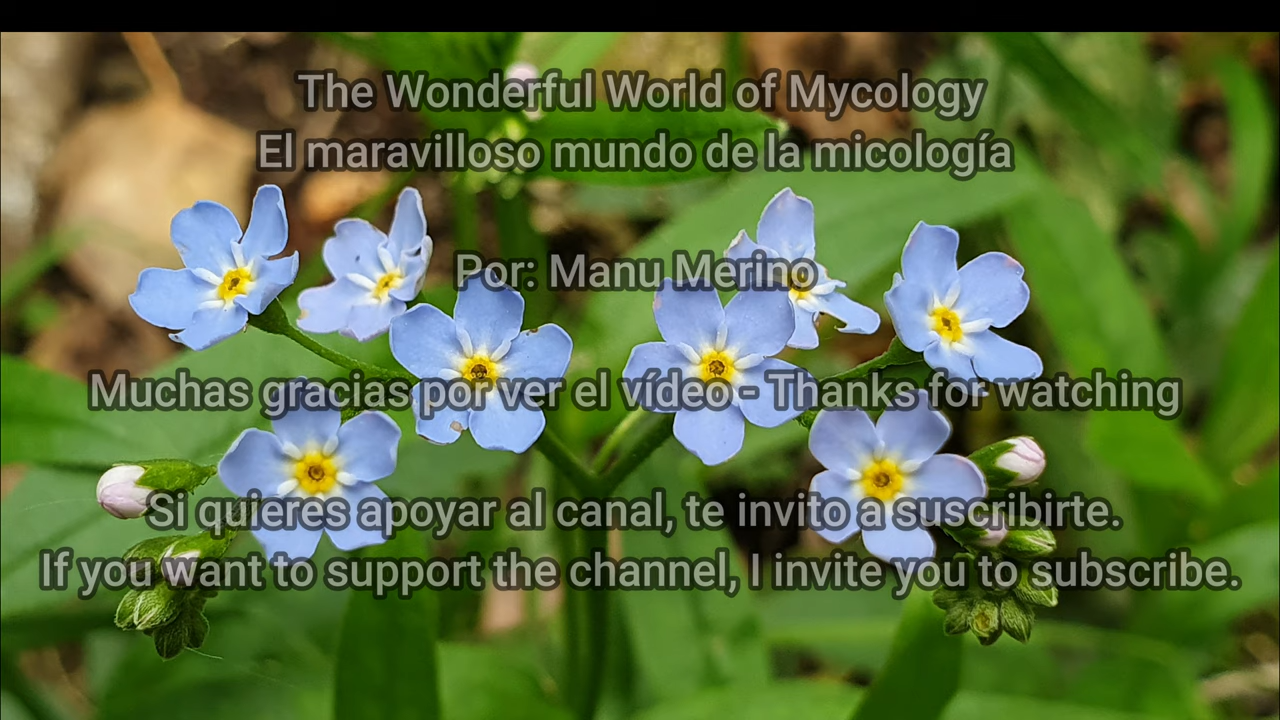 The Wonderful World of Mycology
El maravilloso mundo de la micología
Por: Manu Merino
Muchas gracias por ver el vídeo - Thanks for watching
Si quieres apoyar al canal, te invito a suscribirte.
If you want to support the channel, I invite you to subscribe.